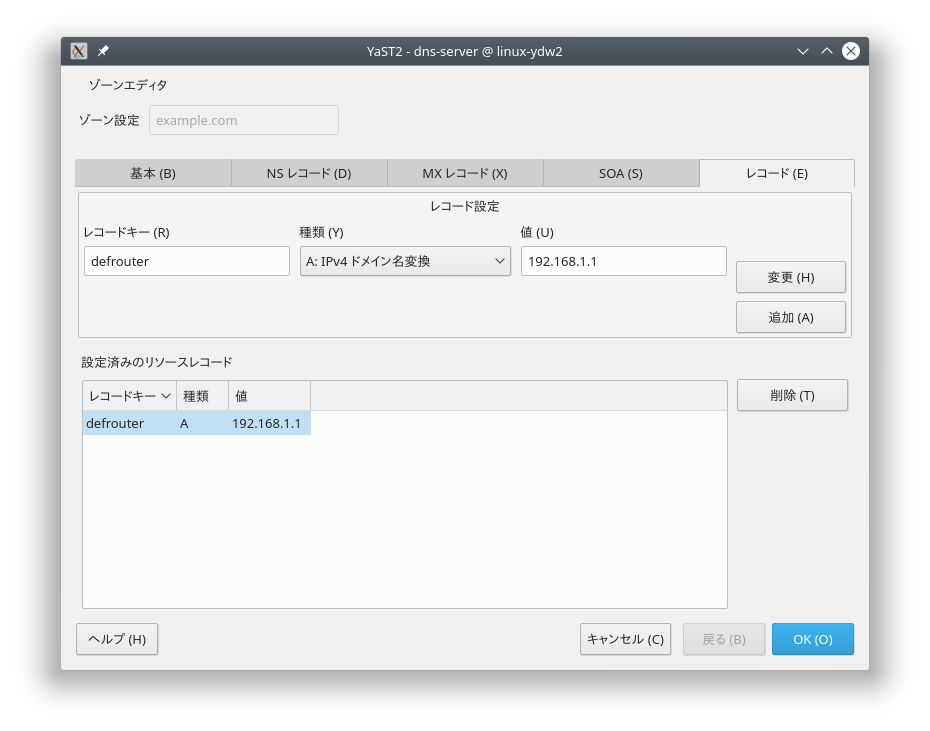 YaST2 - dns-server @ linux-ydw2
ゾーンエディタ
ゾーン設定 example.com
基本 (B) NS レコード (D) MX レコード (X) SOA (S) レコード (E)
レコード設定
レコードキー (R) 種類 (Y) 値 (U)
defrouter A: IPv4 ドメイン名変換 192.168.1.1
変更 (H)
追加 (A)
設定済みのリソースレコード
レコードキー 種類 値 削除 (T)
defrouter A 192.168.1.1
ヘルプ (H) キャンセル (C) 戻る (B) OK (O)